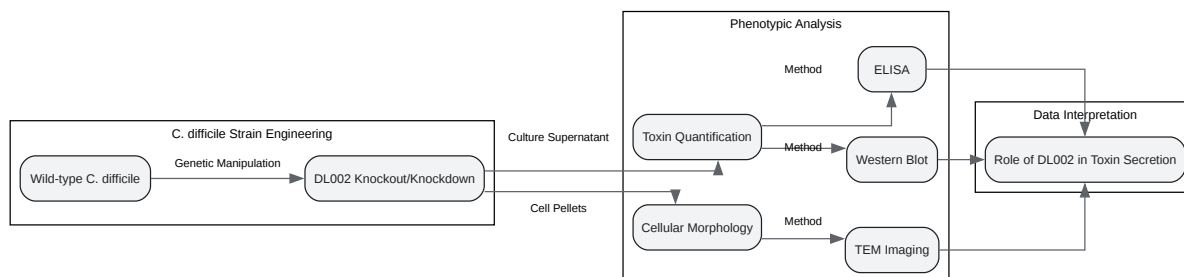 Phenotypic Analysis
Method
ELISA
C. difficile Strain Engineering
Culture Supernatant
Toxin Quantification
Method
Western Blot
Data Interpretation
Role of DL002 in Toxin Secretion
Wild-type C. difficile
Genetic Manipulation
DL002 Knockout/Knockdown
Cell Pellets
Cellular Morphology
Method
TEM Imaging